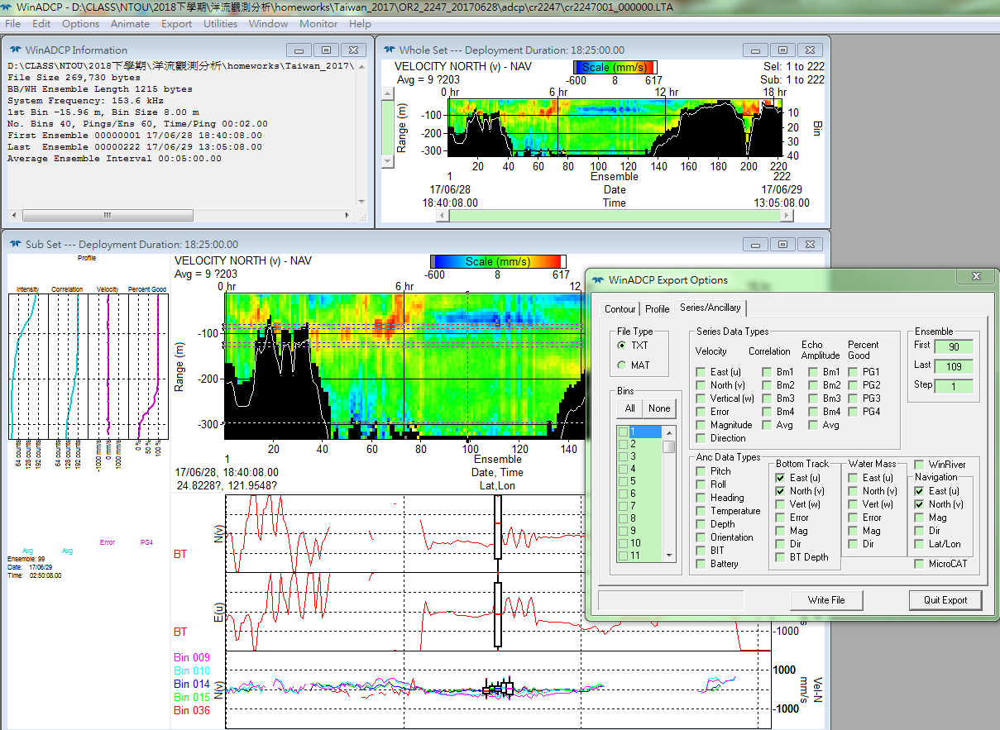 WinADCP - D:\CLASS\NTOU\2018下學期\洋流觀測分析\homeworks\Taiwan_2017\OR2_2247_20170628\adcp\cr2247\cr2247001_000000.LTA
File Edit Options Animate Export Utilities Window Monitor Help
WinADCP Information
D:\CLASS\NTOU\2018下學期\洋流觀測分析\homeworks\Taiwan_2017\
File Size 269,730 bytes
BB/WH Ensemble Length 1215 bytes
System Frequency: 153.6 kHz
1st Bin -15.96 m, Bin Size 8.00 m
No. Bins 40, Pings/Ens 60, Time/Ping 00:02.00
First Ensemble 00000001 17/06/28 18:40:08.00
Last Ensemble 00000222 17/06/29 13:05:08.00
Average Ensemble Interval 00:05:00.00
Whole Set --- Deployment Duration: 18:25:00.00
VELOCITY NORTH (v) - NAV
Scale (mm/s)
Sel: 1 to 222
Avg = 9 ?203
-600 8 617
Sub: 1 to 222
0 hr 6 hr 12 hr 18 hr
Range (m)
-100
-200
-300
10
20
30
40
Bin
20 40 60 80 100 120 140 160 180 200 220
1 Ensemble 222
17/06/28 Date 17/06/29
18:40:08.00 Time 13:05:08.00
Sub Set --- Deployment Duration: 18:25:00.00
Profile
Intensity Correlation Velocity Percent Good
64 counts
128 counts
192 counts
64 counts
128 counts
192 counts
-1000 mm/s
0 mm/s
1000 mm/s
0 %
50 %
100 %
Error PG4
Avg Avg
Ensemble: 99
Date: 17/06/29
Time: 02:50:08.00
VELOCITY NORTH (v) - NAV
Scale (mm/s)
Avg = 9 ?203
-600 8 617
0 hr 6 hr 12
Range (m)
-100
-200
-300
20 40 60 80 100 120 140
1 Ensemble
17/06/28, 18:40:08.00 Date, Time
24.8228?, 121.9548? Lat,Lon
BT
N(v)
BT
E(u)
-1000
Bin 009
Bin 010
Bin 014
Bin 015
Bin 036
N(v)
1000
-1000
mm/s
Vel-N
WinADCP Export Options
Contour Profile Series/Ancillary
File Type
TXT
MAT
Bins
All None
1
2
3
4
5
6
7
8
9
10
11
Series Data Types
Velocity Correlation Echo Amplitude Percent Good
East (u) Bm1 Bm1 PG1
North (v) Bm2 Bm2 PG2
Vertical (w) Bm3 Bm3 PG3
Error Bm4 Bm4 PG4
Magnitude Avg Avg
Direction
Ensemble
First 90
Last 109
Step 1
Anc Data Types
Pitch
Roll
Heading
Temperature
Depth
Orientation
BIT
Battery
Bottom Track
East (u)
North (v)
Vert (w)
Error
Mag
Dir
BT Depth
Water Mass
East (u)
North (v)
Vert (w)
Error
Mag
Dir
WinRiver
Navigation
East (u)
North (v)
Mag
Dir
Lat/Lon
MicroCAT
Write File Quit Export